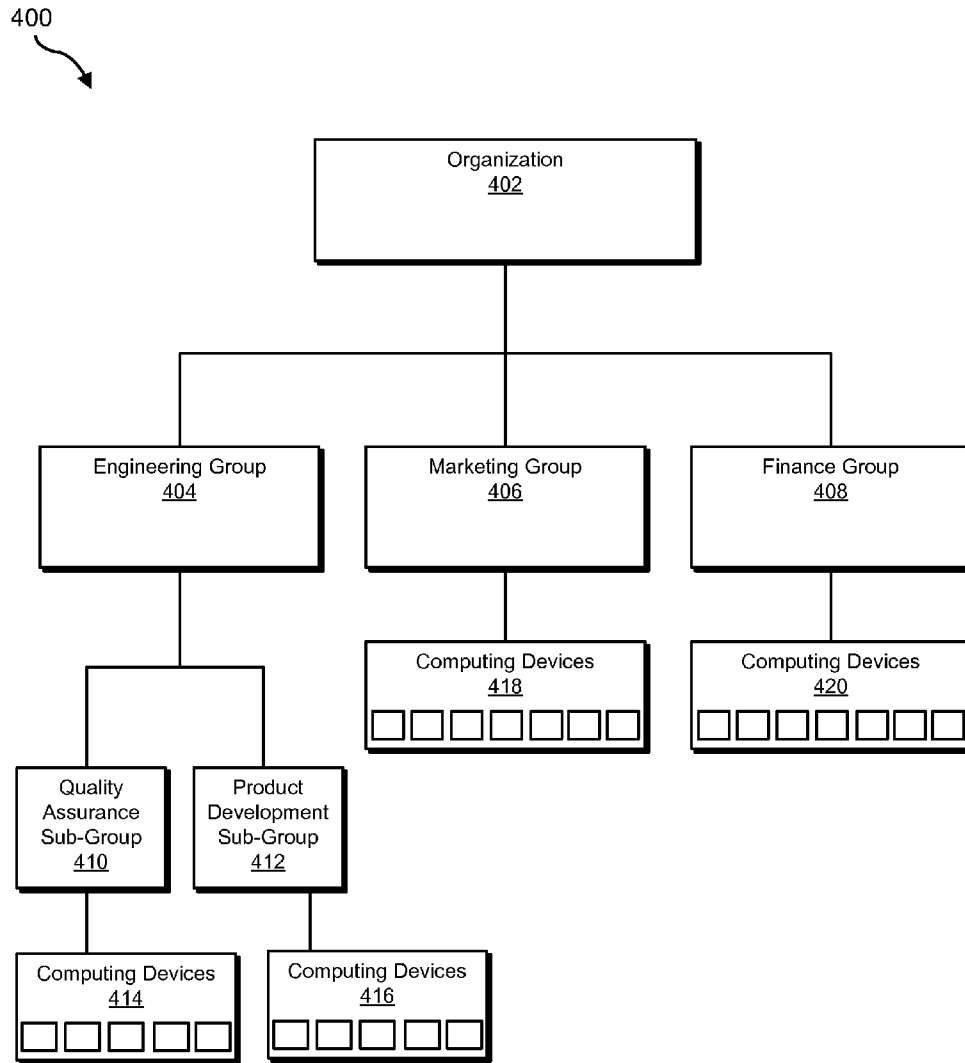 400
Organization
402
Engineering Group
404
Marketing Group
406
Finance Group
408
Computing Devices
418
Computing Devices
420
Quality
Assurance
Sub-Group
410
Product
Development
Sub-Group
412
Computing Devices
414
Computing Devices
416